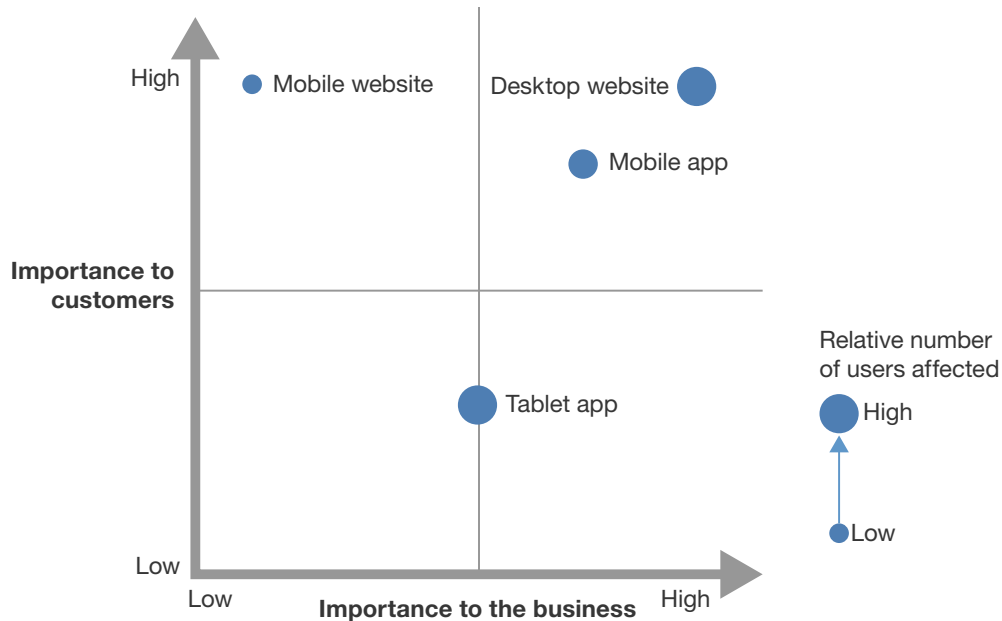 High
Mobile website
Desktop website
Mobile app
Importance to
customers
Relative number
of users affected
High
Tablet app
Low
Low
Low
Importance to the business
High